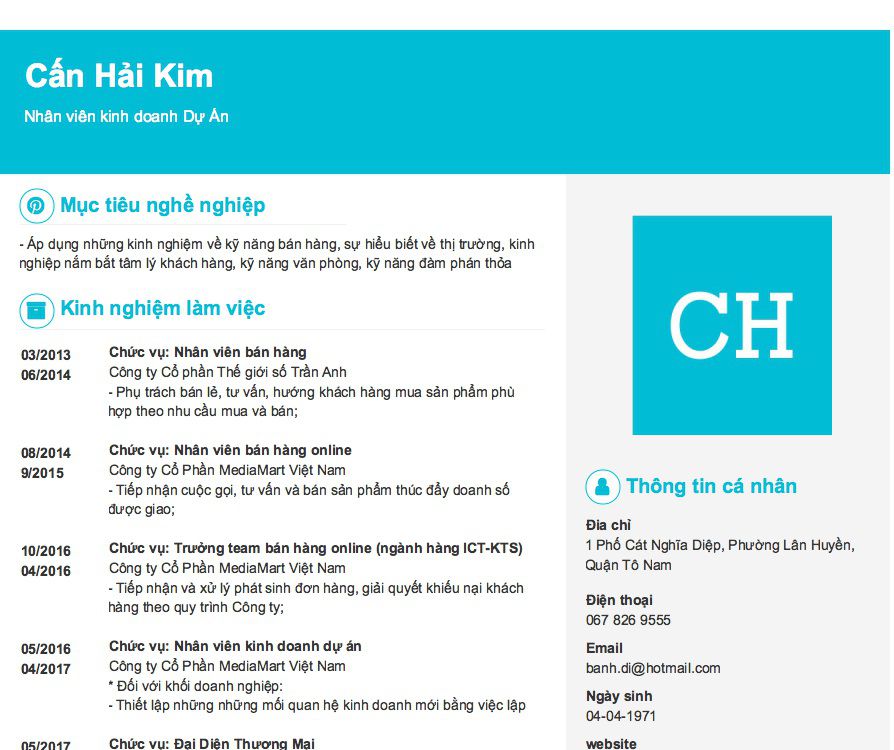 Cấn Hải Kim
Nhân viên kinh doanh Dự Án
Mục tiêu nghề nghiệp
- Áp dụng những kinh nghiệm về kỹ năng bán hàng, sự hiểu biết về thị trường, kinh
nghiệp nắm bắt tâm lý khách hàng, kỹ năng văn phòng, kỹ năng đàm phán thỏa
Kinh nghiệm làm việc
03/2013
06/2014
Chức vụ: Nhân viên bán hàng
Công ty Cổ phần Thế giới số Trần Anh
- Phụ trách bán lẻ, tư vấn, hướng khách hàng mua sản phẩm phù
hợp theo nhu cầu mua và bán;
08/2014
9/2015
Chức vụ: Nhân viên bán hàng online
Công ty Cổ Phần MediaMart Việt Nam
- Tiếp nhận cuộc gọi, tư vấn và bán sản phẩm thúc đẩy doanh số
được giao;
10/2016
04/2016
Chức vụ: Trưởng team bán hàng online (ngành hàng ICT-KTS)
Công ty Cổ Phần MediaMart Việt Nam
- Tiếp nhận và xử lý phát sinh đơn hàng, giải quyết khiếu nại khách
hàng theo quy trình Công ty;
05/2016
04/2017
Chức vụ: Nhân viên kinh doanh dự án
Công ty Cổ Phần MediaMart Việt Nam
* Đối với khối doanh nghiệp:
- Thiết lập những những mối quan hệ kinh doanh mới bằng việc lập
05/2017
Chức vụ: Đại Diện Thương Mại
CH
Thông tin cá nhân
Địa chỉ
1 Phố Cát Nghĩa Diệp, Phường Lân Huyền,
Quận Tô Nam
Điện thoại
067 826 9555
Email
banh.di@hotmail.com
Ngày sinh
04-04-1971
website